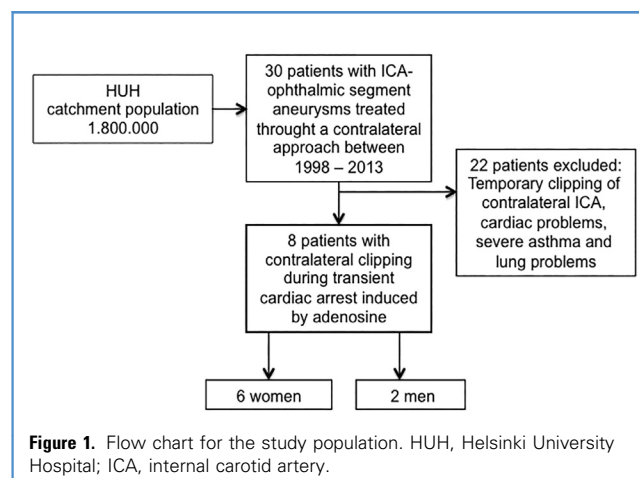 HUH
catchment population
1.800.000
30 patients with ICA-
ophthalmic segment
aneurysms treated
throught a contralateral
approach between
1998 – 2013
22 patients excluded:
Temporary clipping of
contralateral ICA,
cardiac problems,
severe asthma and
lung problems
8 patients with
contralateral clipping
during transient
cardiac arrest induced
by adenosine
6 women
2 men
Figure 1. Flow chart for the study population. HUH, Helsinki University
Hospital; ICA, internal carotid artery.